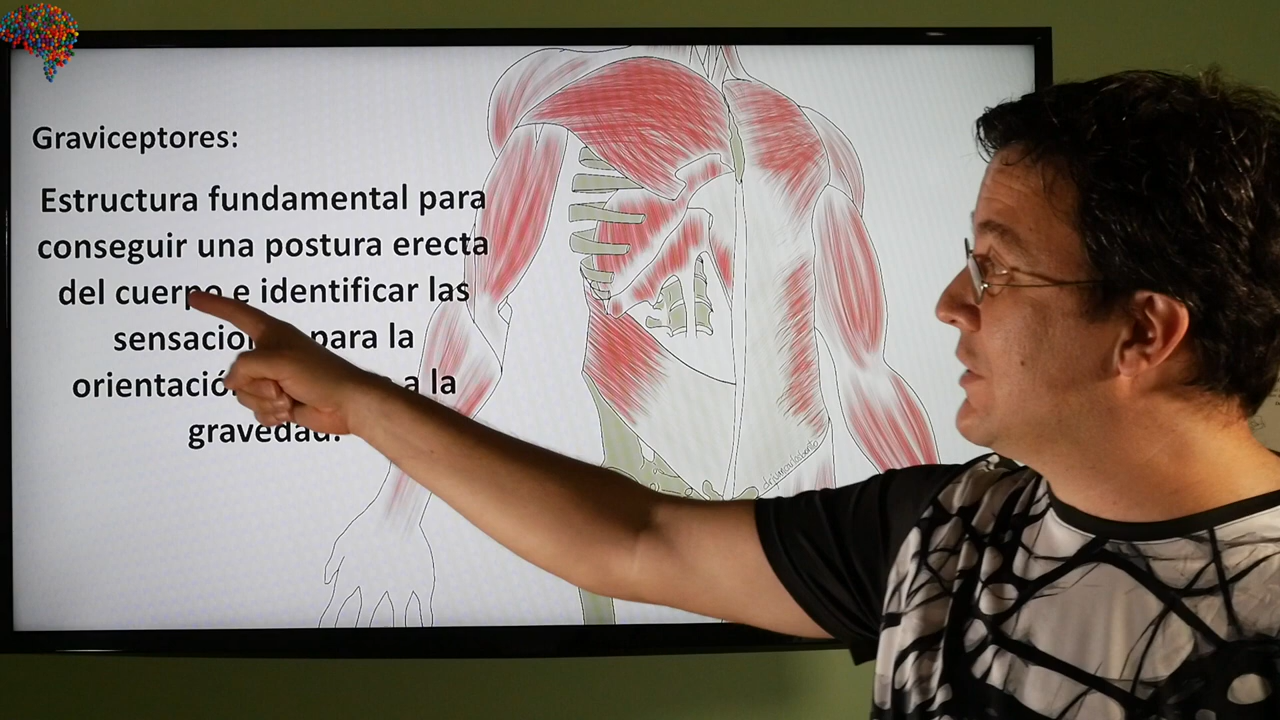 Graviceptores:
Estructura fundamental para
conseguir una postura erecta
del cuerpo e identificar las
para la
a la
gravedad.